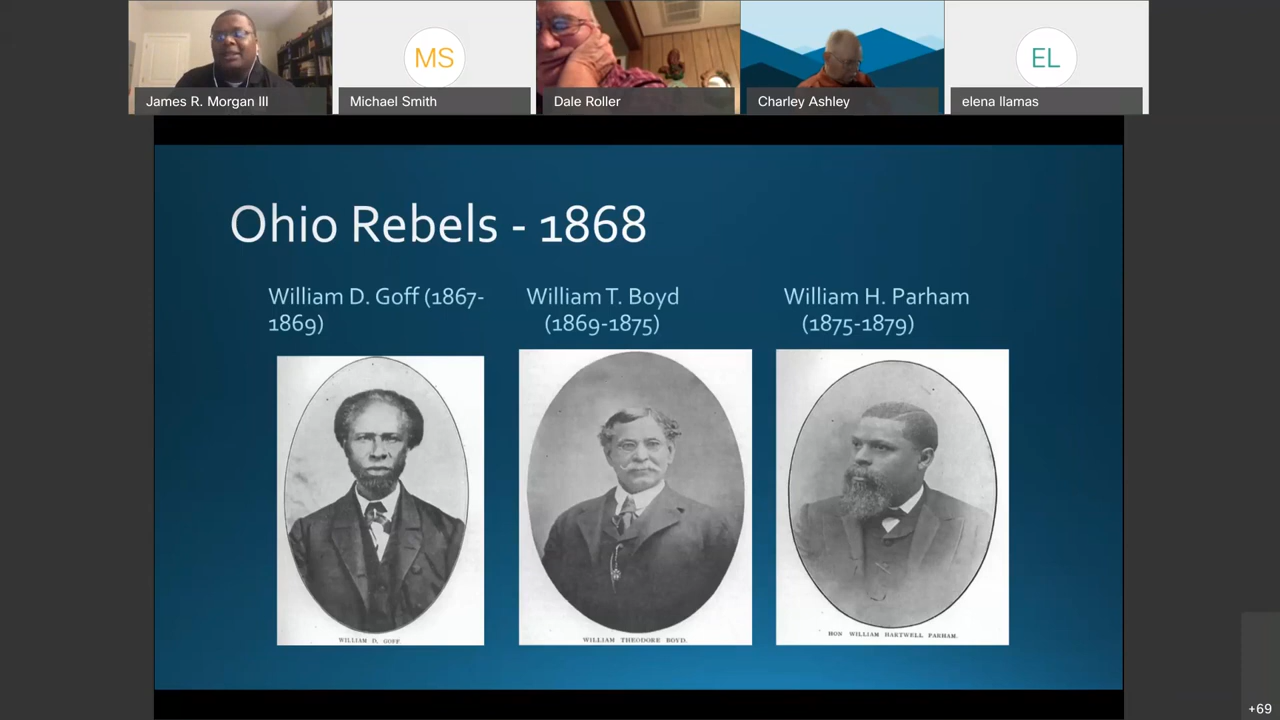 MS
EL
James R. Morgan III
Michael Smith
Dale Roller
Charley Ashley
elena llamas
Ohio Rebels - 1868
William D. Goff (1867-
1869)
William T. Boyd
(1869-1875)
William H. Parham
(1875-1879)
WILLIAM D. GOFF.
WILLIAM THEODORE BOYD.
HON WILLIAM HARTWELL PARHAM.
+69